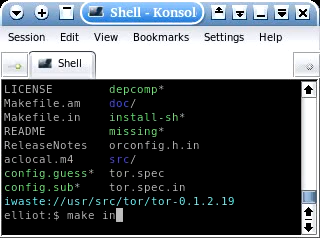 Shell - Konsol
Session Edit View Bookmarks Settings Help
Shell
LICENSE depcomp*
Makefile.am doc/
Makefile.in install-sh*
README missing*
ReleaseNotes orconfig.h.in
aclocal.m4 src/
config.guess* tor.spec
config.sub* tor.spec.in
iwaste://usr/src/tor/tor-0.1.2.19
elliot:$ make in